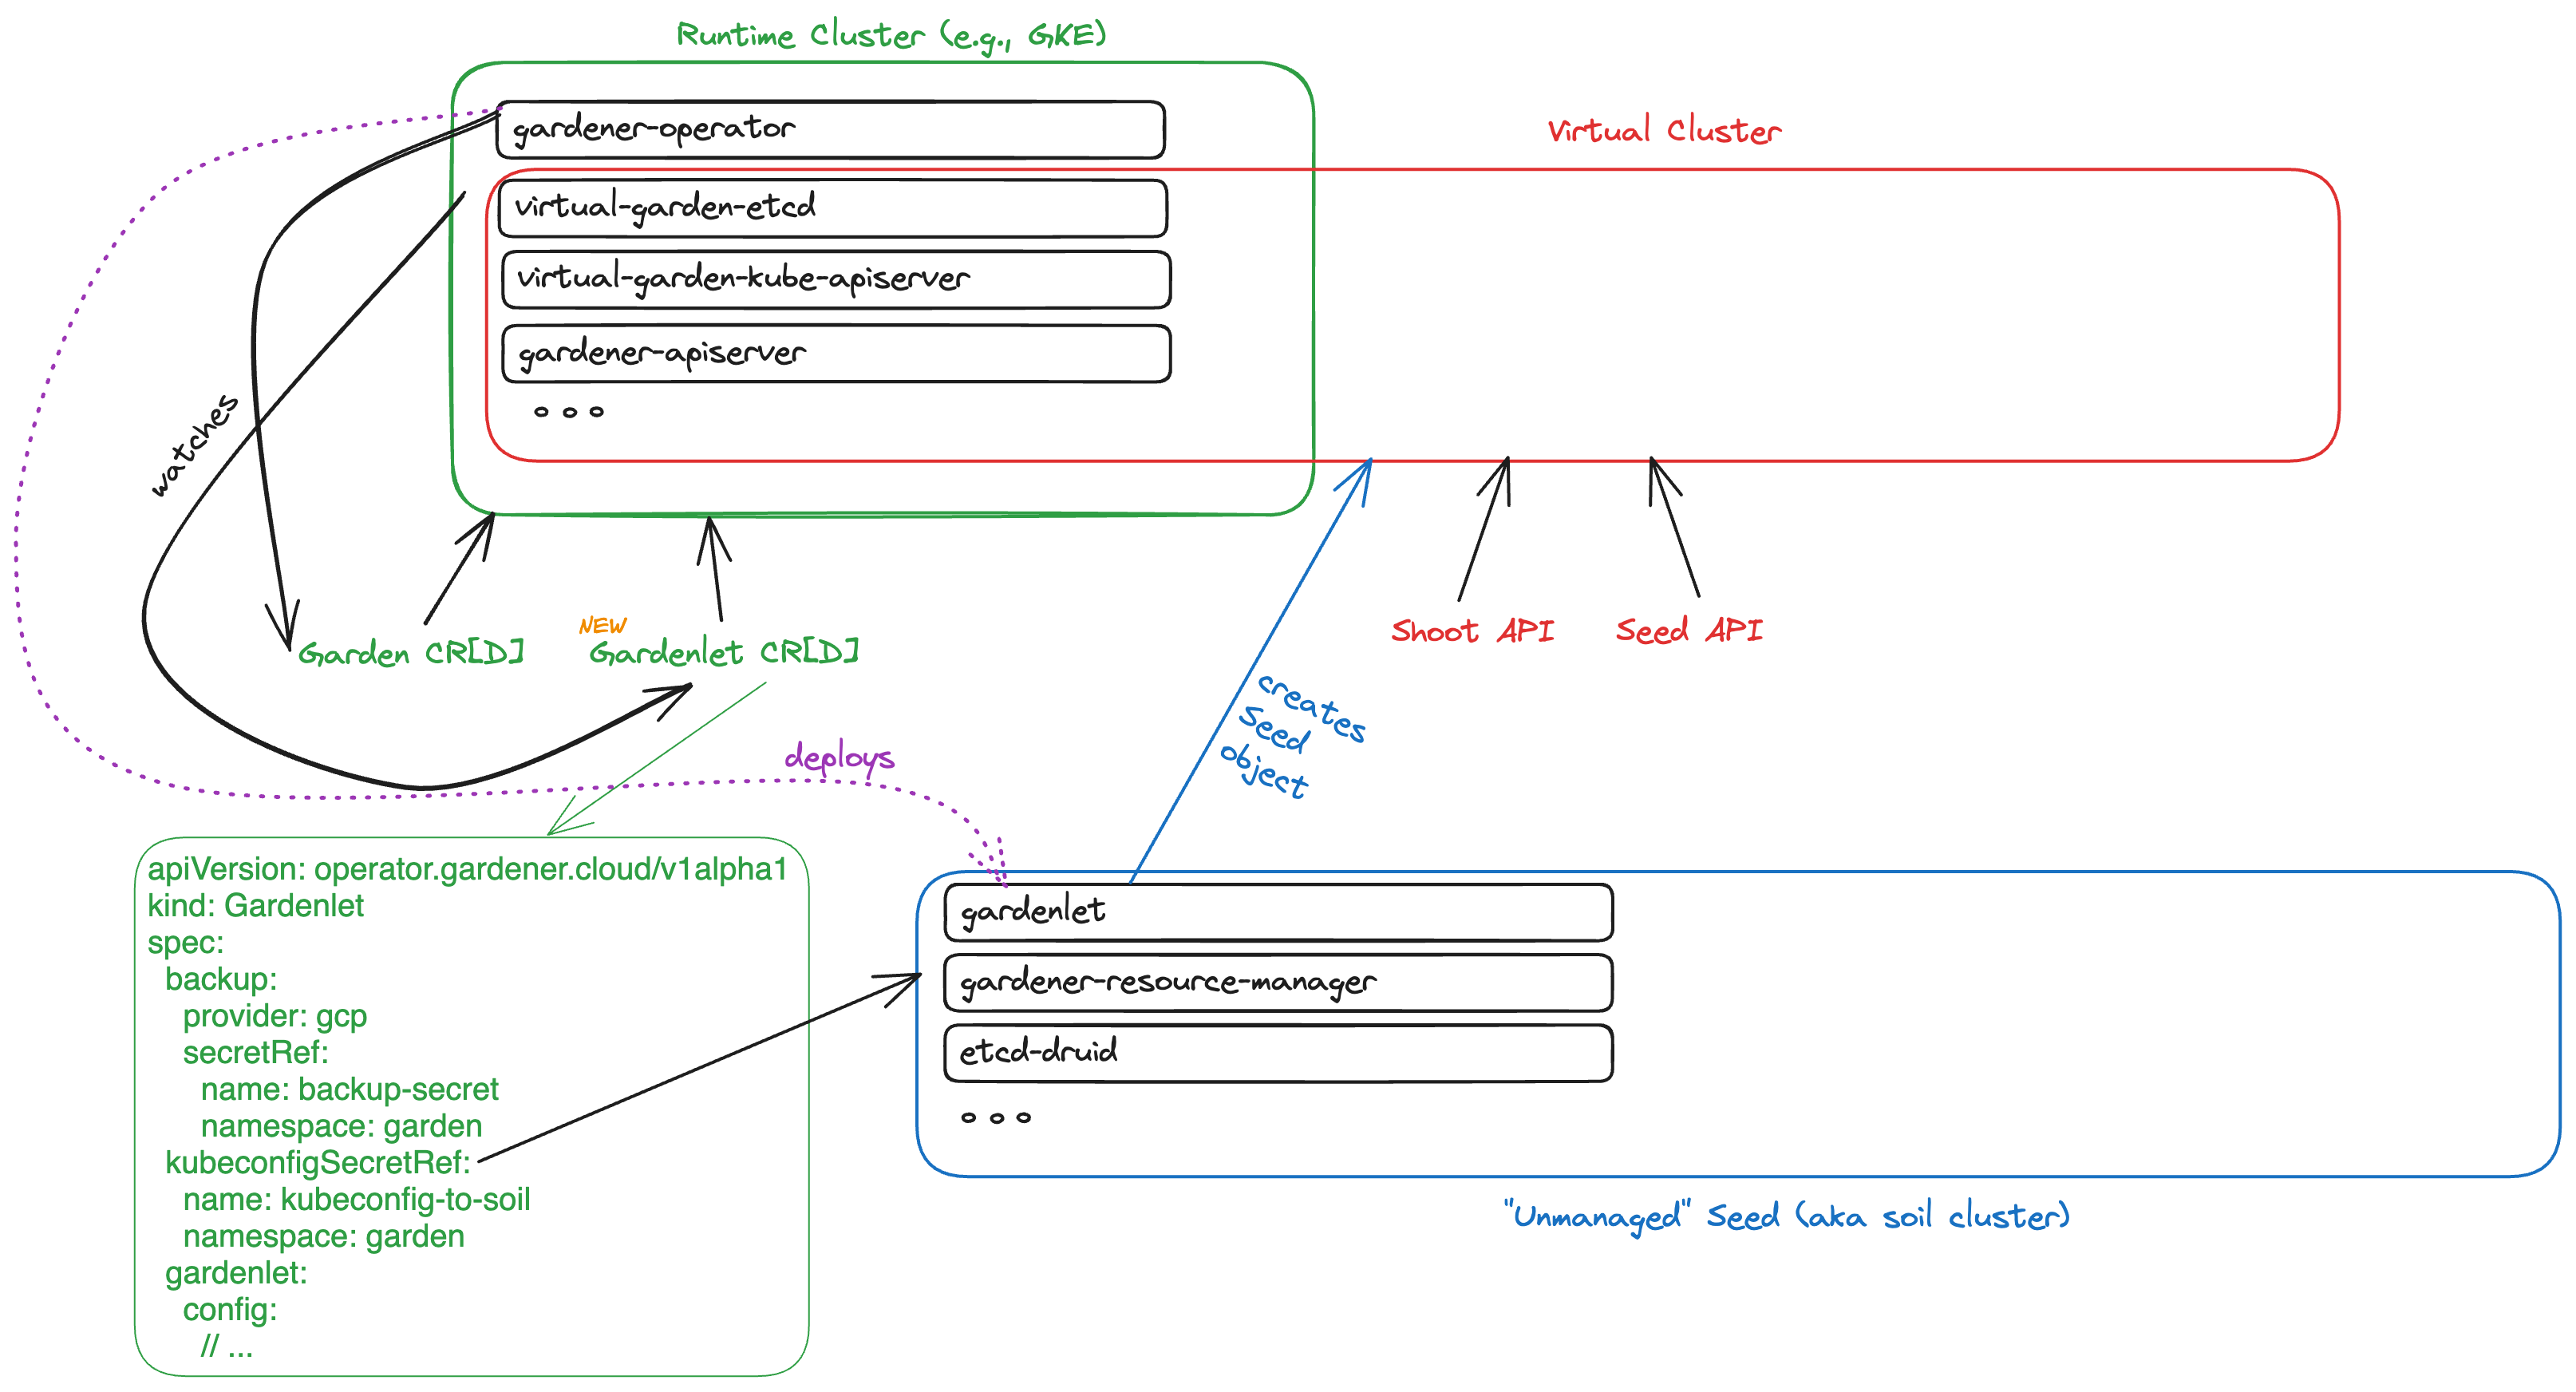 Runtime Cluster (e.g., GKE)
gardener-operator
Virtual Cluster
virtual-garden-etcd
virtual-garden-kube-apiserver
gardener-apiserver
watches
NEW
Garden CR[D]
Gardenlet CR[D]
Shoot API
Seed API
creates
Seed
object
deploys
apiVersion: operator.gardener.cloud/v1alpha1
kind: Gardenlet
spec:
  backup:
    provider: gcp
    secretRef:
      name: backup-secret
      namespace: garden
  kubeconfigSecretRef:
    name: kubeconfig-to-soil
    namespace: garden
  gardenlet:
    config:
      // ...
gardenlet
gardener-resource-manager
etcd-druid
"Unmanaged" Seed (aka soil cluster)